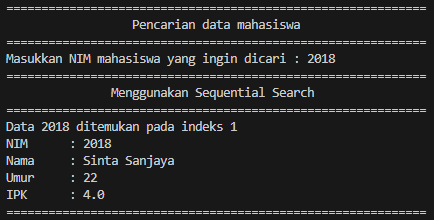 ============================================================
Pencarian data mahasiswa
============================================================
Masukkan NIM mahasiswa yang ingin dicari : 2018
============================================================
Menggunakan Sequential Search
============================================================
Data 2018 ditemukan pada indeks 1
NIM      : 2018
Nama     : Sinta Sanjaya
Umur     : 22
IPK      : 4.0
============================================================